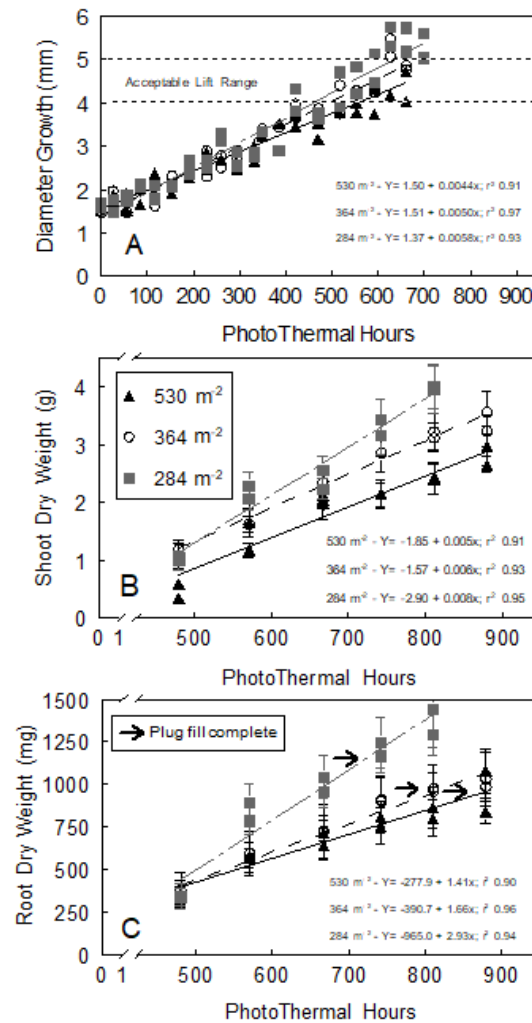 6
5
4
3
2
1
0
Diameter Growth (mm)
Acceptable Lift Range
530 m⁻³ - Y= 1.50 + 0.0044x; r² 0.91
364 m⁻³ - Y= 1.51 + 0.0050x; r² 0.97
284 m⁻³ - Y= 1.37 + 0.0058x; r² 0.93
A
0 100 200 300 400 500 600 700 800 900
PhotoThermal Hours
4
3
2
1
0
Shoot Dry Weight (g)
530 m⁻²
364 m⁻²
284 m⁻²
530 m⁻² - Y= -1.85 + 0.005x; r² 0.91
364 m⁻² - Y= -1.57 + 0.006x; r² 0.93
284 m⁻² - Y= -2.90 + 0.008x; r² 0.95
B
0 1 500 600 700 800 900
PhotoThermal Hours
1500
1250
1000
750
500
250
0
Root Dry Weight (mg)
Plug fill complete
530 m⁻³ - Y= -277.9 + 1.41x; r² 0.90
364 m⁻³ - Y= -390.7 + 1.66x; r² 0.96
284 m⁻³ - Y= -965.0 + 2.93x; r² 0.94
C
0 1 500 600 700 800 900
PhotoThermal Hours